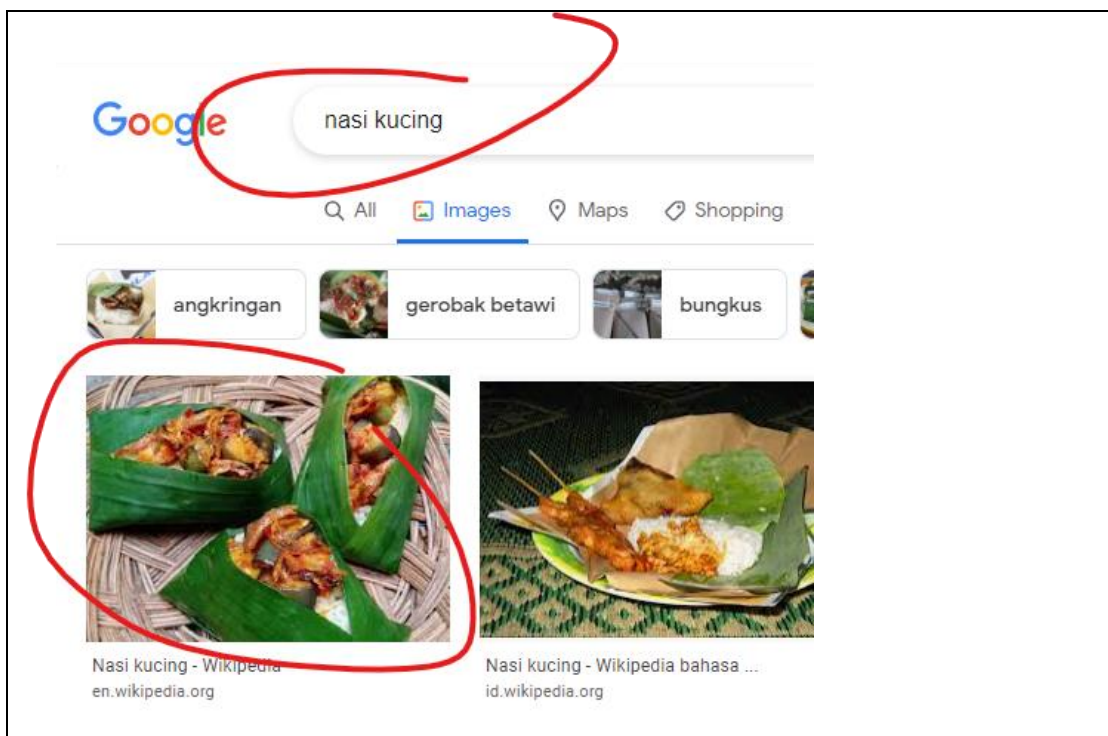 Google
nasi kucing
All Images Maps Shopping
angkringan gerobak betawi bungkus
Nasi kucing - Wikipedia Nasi kucing - Wikipedia bahasa ...
en.wikipedia.org id.wikipedia.org